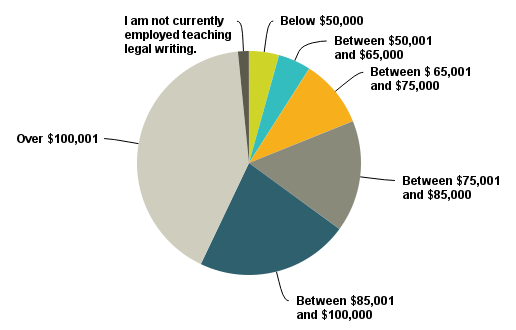 I am not currently
employed teaching
legal writing.
Below $50,000
Between $50,001
and $65,000
Between $ 65,001
and $75,000
Between $75,001
and $85,000
Between $85,001
and $100,000
Over $100,001